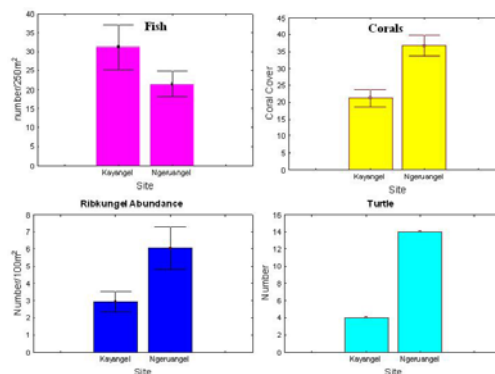 Fish
number/250m²
40
35
30
25
20
15
10
5
0
Kayangel Ngeruangel
Site
Corals
Coral Cover
45
40
35
30
25
20
15
10
5
0
Kayangel Ngeruangel
Site
Ribkungel Abundance
Number/100m²
8
7
6
5
4
3
2
1
0
Kayangel Ngeruangel
Site
Turtle
Number
16
14
12
10
8
6
4
2
0
Kayangel Ngeruangel
Site